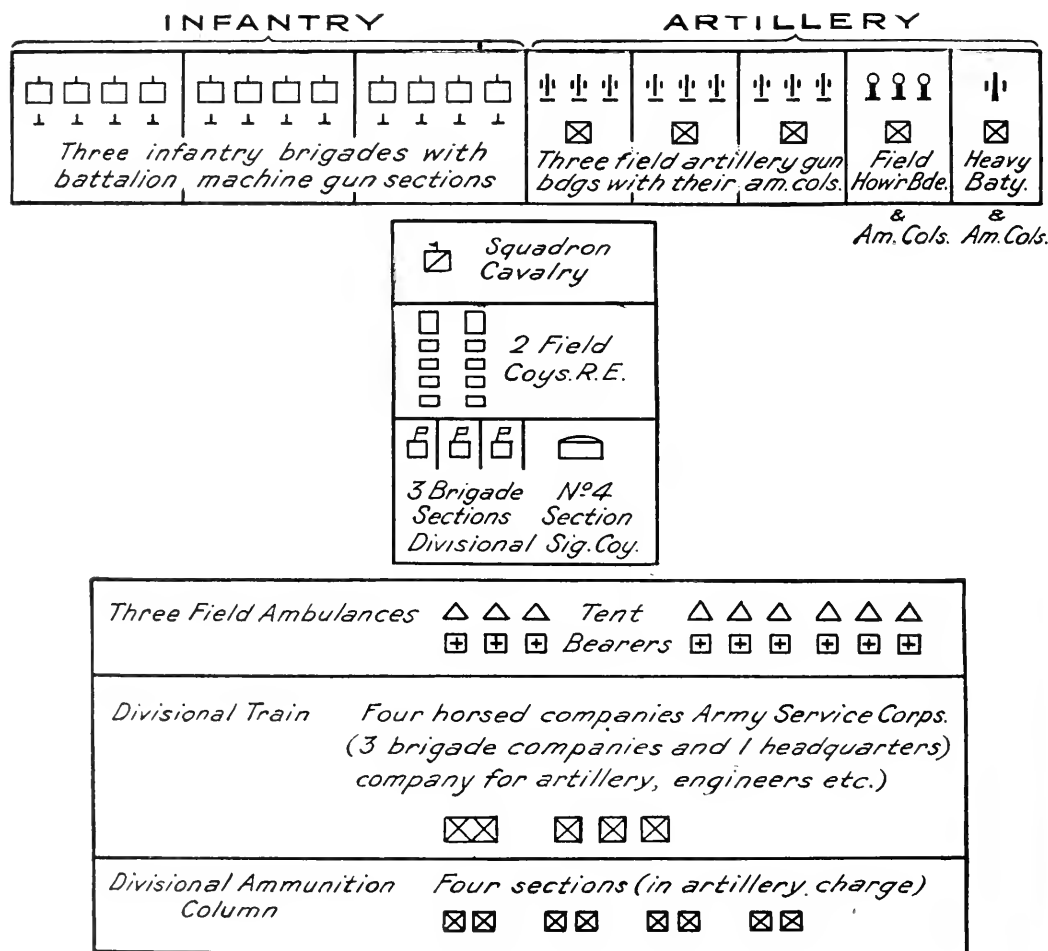 INFANTRY
ARTILLERY
Three infantry brigades with
battalion machine gun sections
Three field artillery gun
bdgs with their am. cols.
Field
How'r Bde.
&
Am. Cols.
Heavy
Baty.
&
Am. Cols.
Squadron
Cavalry
2 Field
Coys. R.E.
3 Brigade
Sections
Nº 4
Section
Divisional Sig. Coy.
Three Field Ambulances
Tent
Bearers
Divisional Train
Four horsed companies Army Service Corps.
(3 brigade companies and 1 headquarters)
company for artillery, engineers etc.)
Divisional Ammunition
Column
Four sections (in artillery charge)